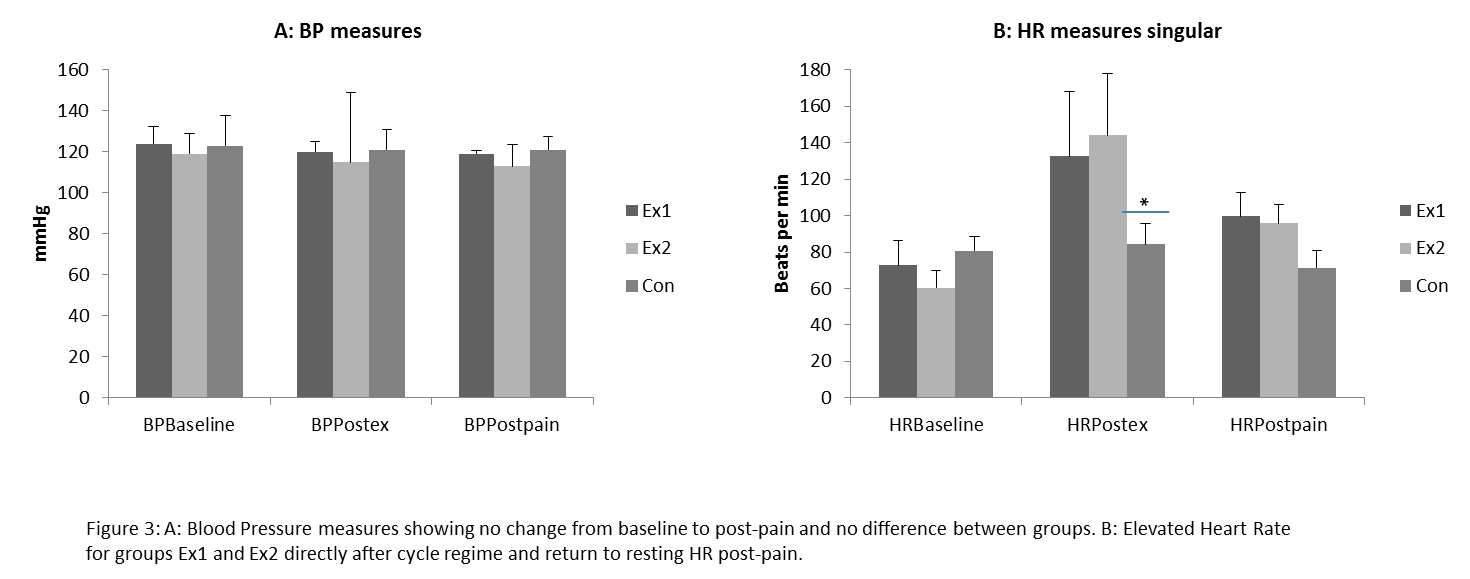 A: BP measures
160
140
120
100
80
60
40
20
0
mmHg
BPBaseline
BPPostex
BPPostpain
Ex1
Ex2
Con
B: HR measures singular
180
160
140
120
100
80
60
40
20
0
Beats per min
*
HRBaseline
HRPostex
HRPostpain
Ex1
Ex2
Con
Figure 3: A: Blood Pressure measures showing no change from baseline to post-pain and no difference between groups. B: Elevated Heart Rate
for groups Ex1 and Ex2 directly after cycle regime and return to resting HR post-pain.